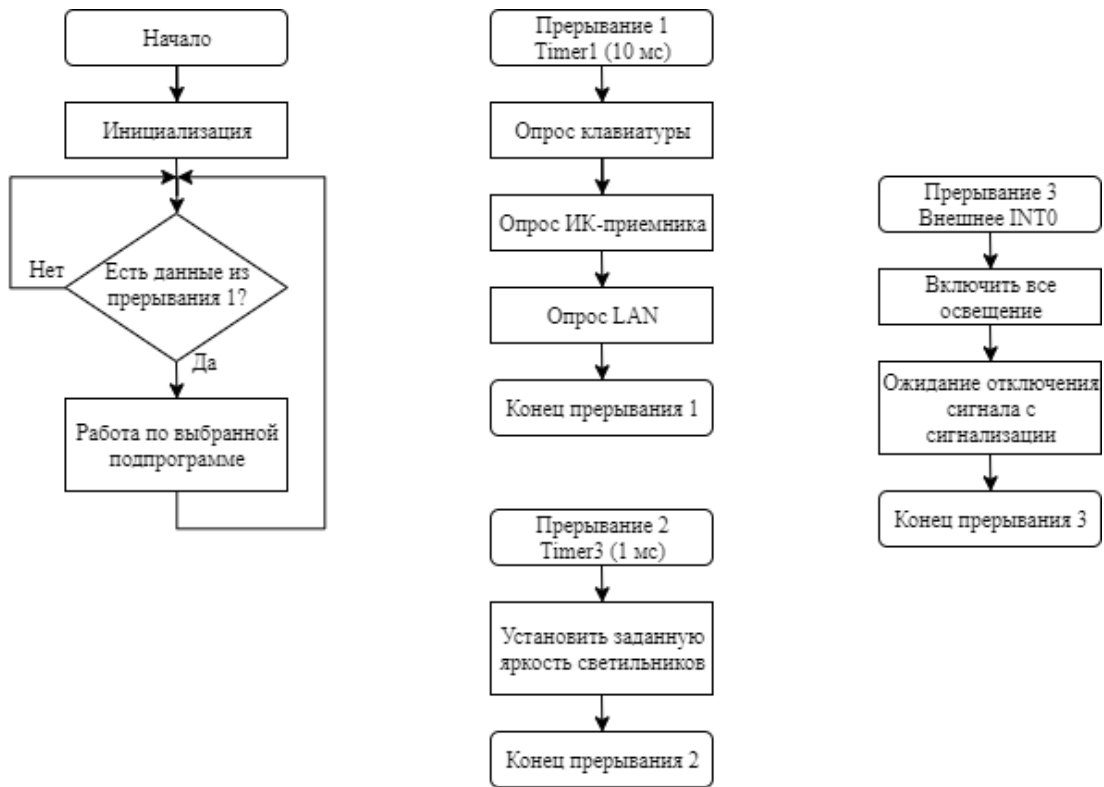 Начало
Инициализация
Нет
Есть данные из
прерывания 1?
Да
Работа по выбранной
подпрограмме
Прерывание 1
Timer1 (10 мс)
Опрос клавиатуры
Опрос ИК-приемника
Опрос LAN
Конец прерывания 1
Прерывание 2
Timer3 (1 мс)
Установить заданную
яркость светильников
Конец прерывания 2
Прерывание 3
Внешнее INT0
Включить все
освещение
Ожидание отключения
сигнала с
сигнализации
Конец прерывания 3